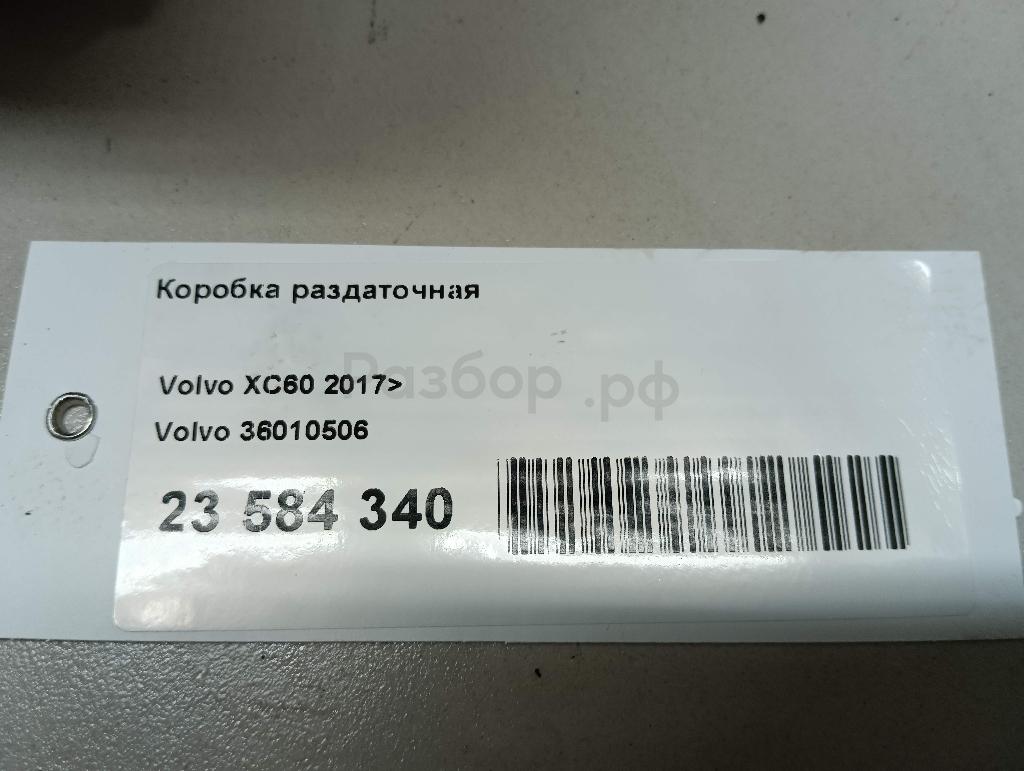 Коробка раздаточная
Разбор.рф
Volvo XC60 2017>
Volvo 36010506
23 584 340